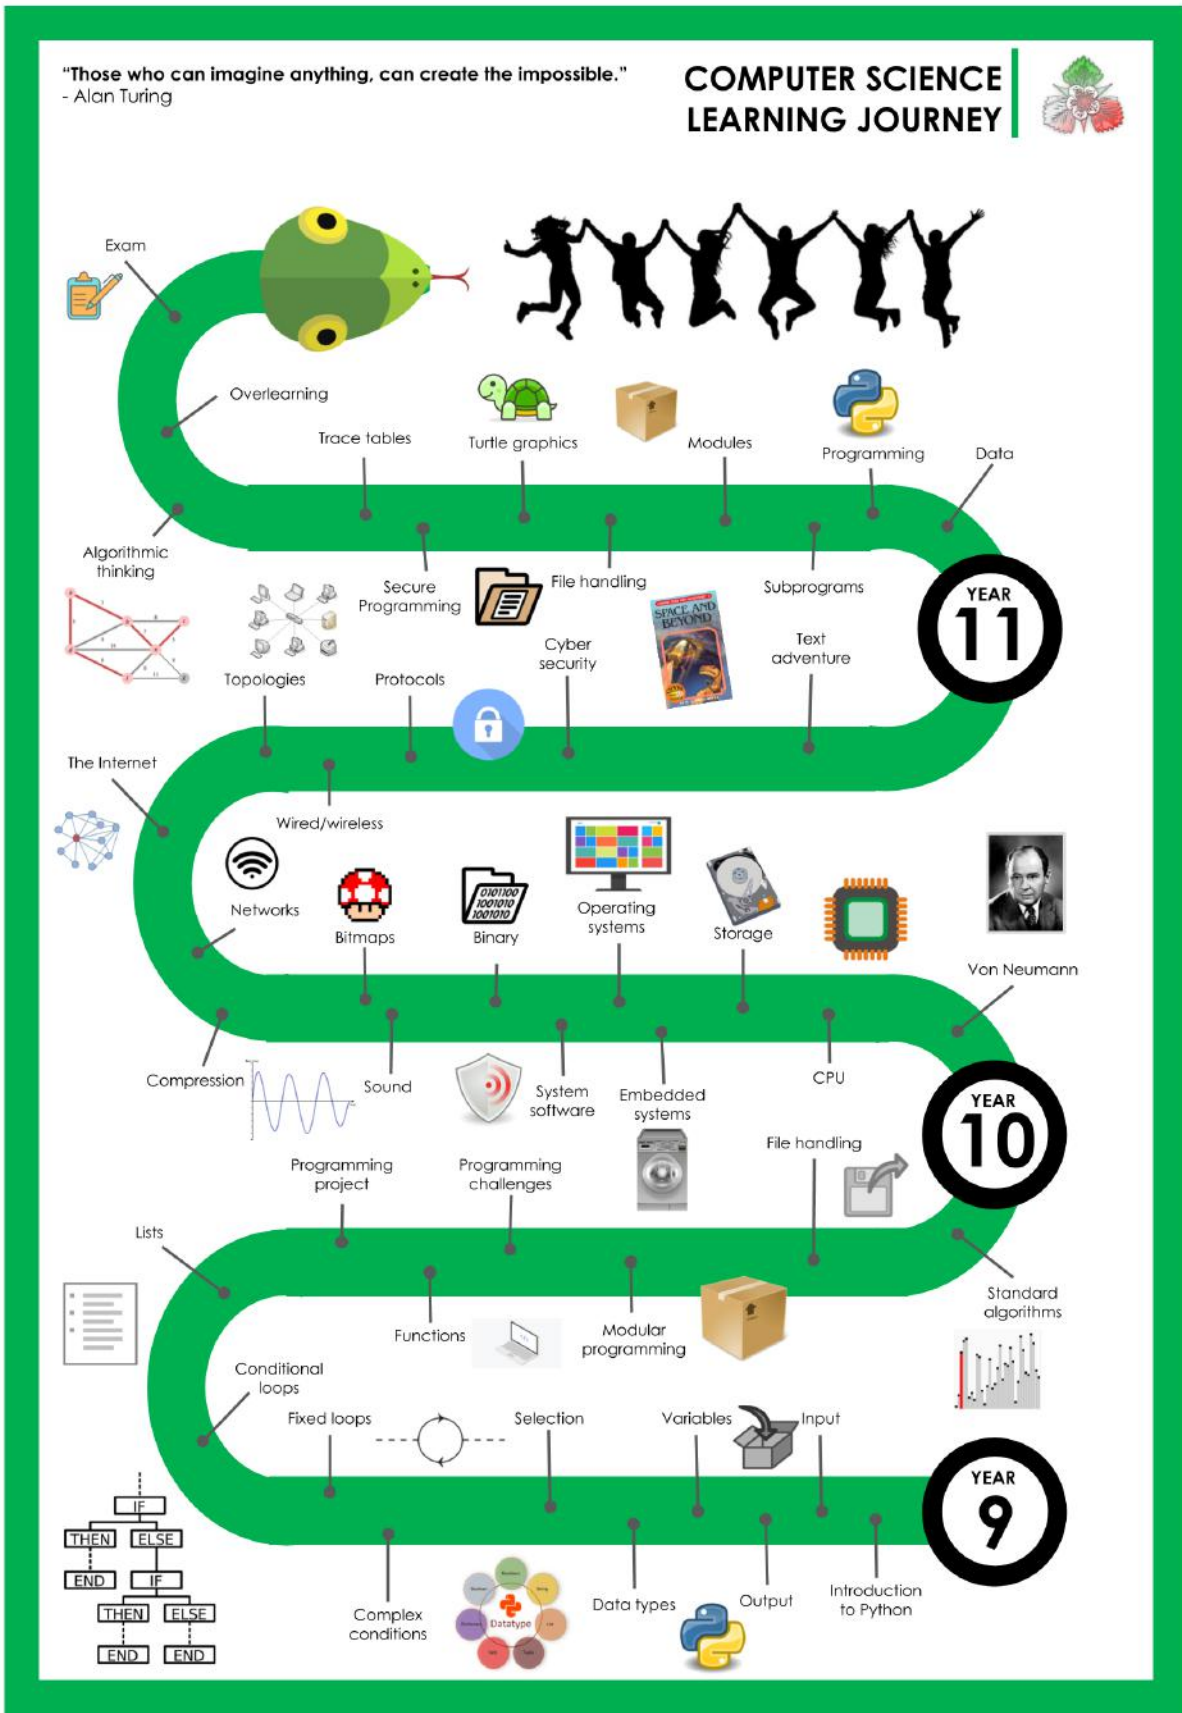 “Those who can imagine anything, can create the impossible.”
- Alan Turing
COMPUTER SCIENCE
LEARNING JOURNEY
Exam
Overlearning
Trace tables
Turtle graphics
Modules
Programming
Data
Algorithmic
thinking
Secure
Programming
File handling
Subprograms
YEAR
11
SPACE AND
BEYOND
Cyber
security
Text
adventure
Topologies
Protocols
The Internet
Wired/wireless
Networks
Bitmaps
0101100
1001010
1001010
Binary
Operating
systems
Storage
Von Neumann
Compression
Sound
System
software
Embedded
systems
CPU
YEAR
10
Programming
project
Programming
challenges
File handling
Lists
Standard
algorithms
Functions
Modular
programming
Conditional
loops
Fixed loops
Selection
Variables
Input
YEAR
9
IF
THEN
ELSE
END
IF
THEN
ELSE
END
END
Complex
conditions
Datatype
Data types
Output
Introduction
to Python